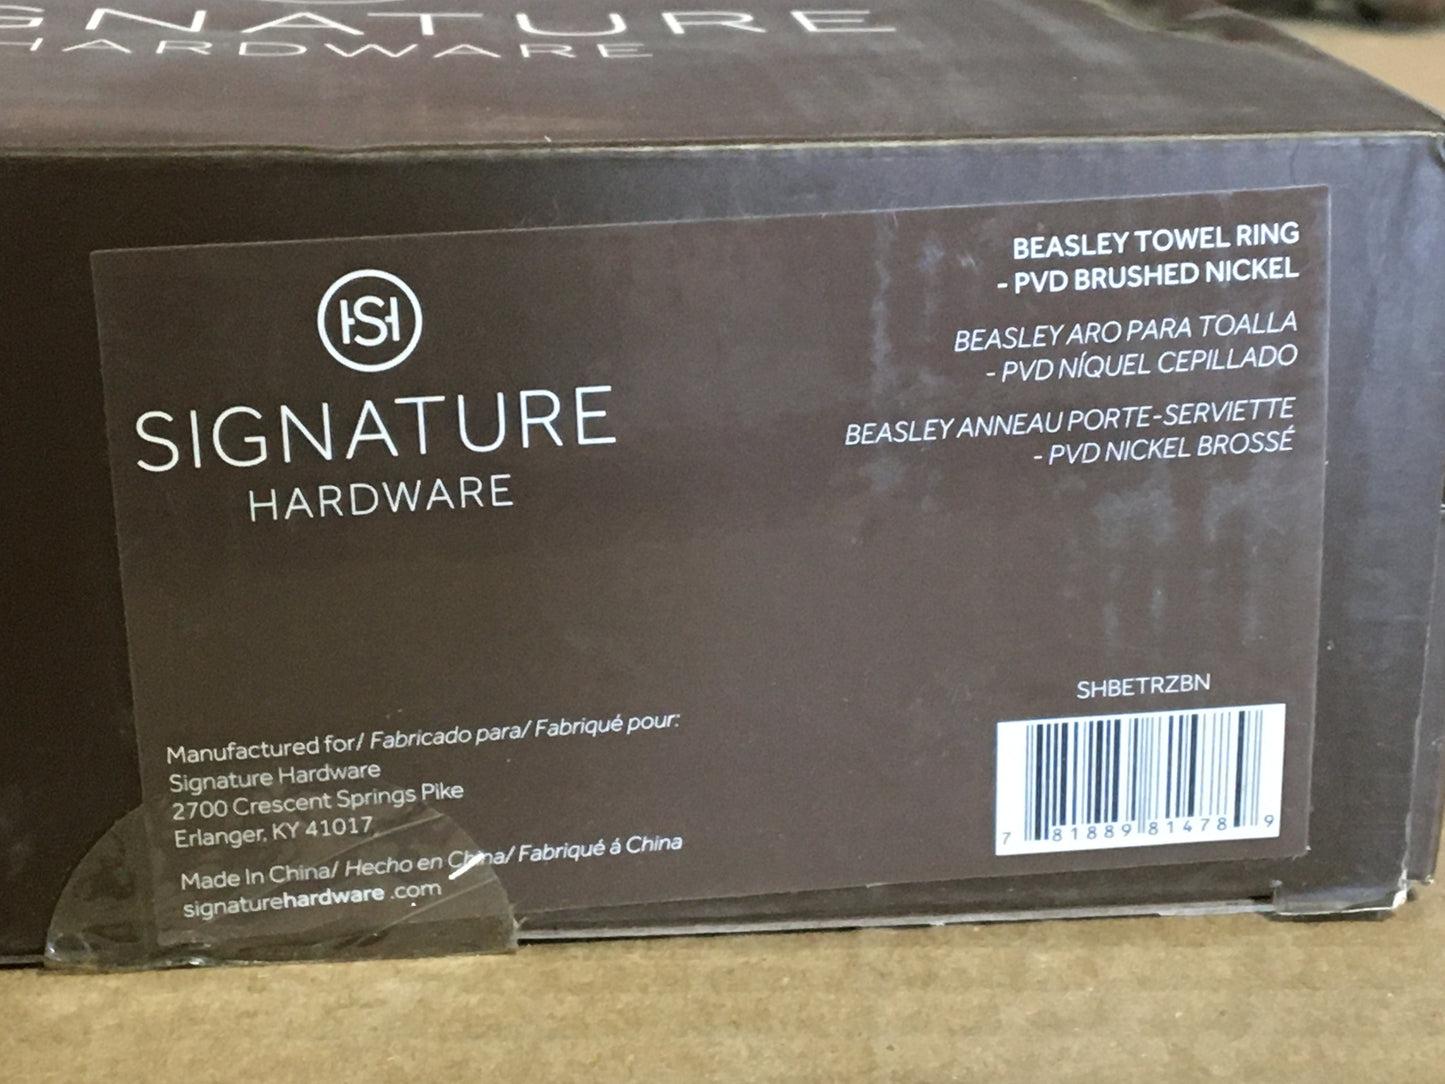 GNATURE
HARDWARE
SIGNATURE
HARDWARE
BEASLEY TOWEL RING
- PVD BRUSHED NICKEL
BEASLEY ARO PARA TOALLA
- PVD NÍQUEL CEPILLADO
BEASLEY ANNEAU PORTE-SERVIETTE
- PVD NICKEL BROSSÉ
Manufactured for/ Fabricado para/ Fabriqué pour:
Signature Hardware
2700 Crescent Springs Pike
Erlanger, KY 41017
Made In China/ Hecho en China/ Fabriqué á China
signaturehardware.com
SHBETRZBN
7 81889 81478 9